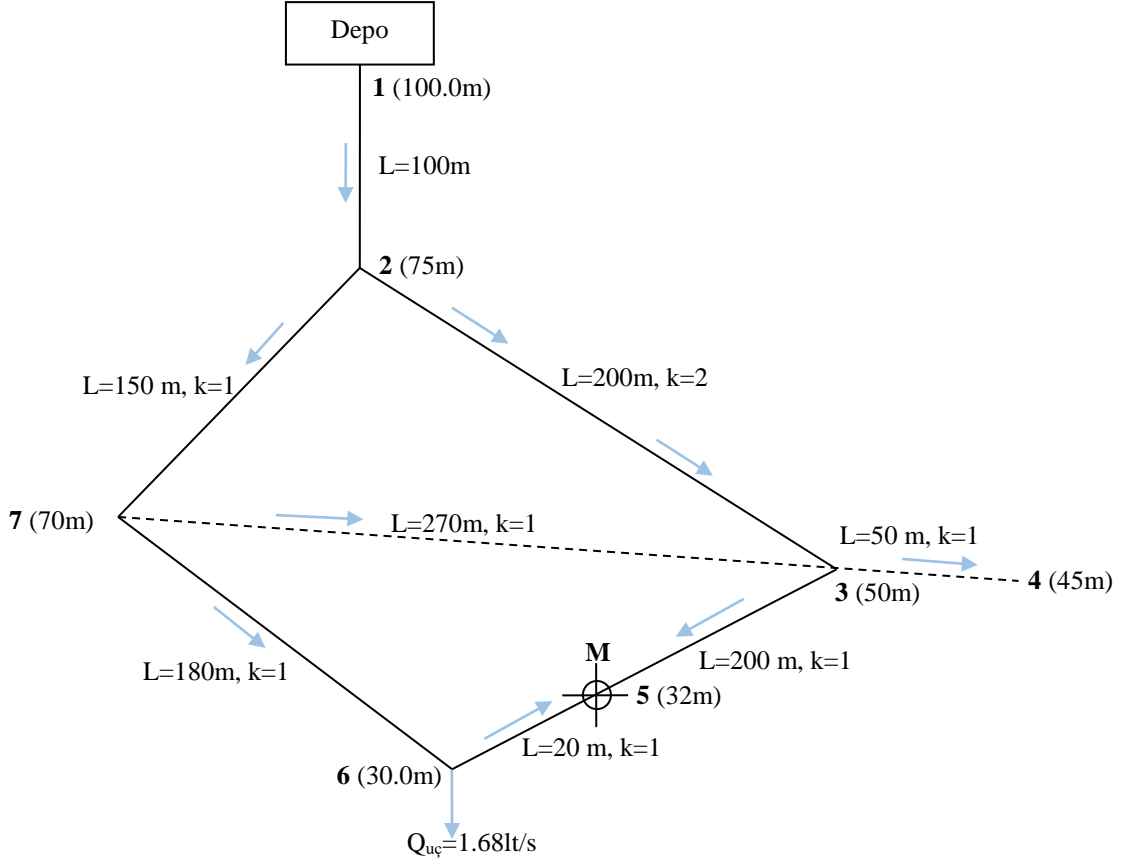 Depo
1 (100.0m)
L=100m
2 (75m)
L=150 m, k=1
L=200m, k=2
7 (70m)
L=270m, k=1
L=50 m, k=1
4 (45m)
3 (50m)
M
L=200 m, k=1
L=180m, k=1
5 (32m)
L=20 m, k=1
6 (30.0m)
Quç=1.68lt/s